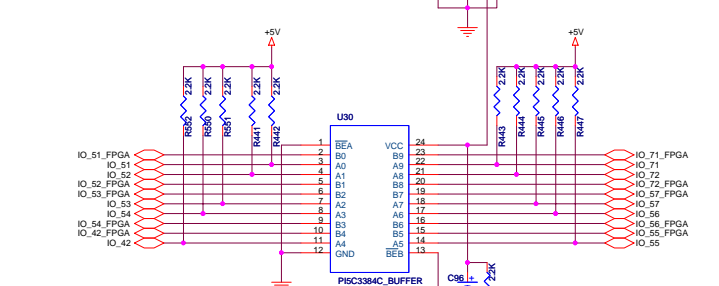 +5V
+5V
2.2K
2.2K
2.2K
2.2K
2.2K
2.2K
2.2K
2.2K
2.2K
2.2K
R552
R550
R551
R441
R442
R443
R444
R445
R446
R447
U30
1 BEA VCC 24
IO_51_FPGA 2 B0 B9 23 IO_71_FPGA
IO_51 3 A0 A9 22 IO_71
IO_52 4 A1 A8 21 IO_72
IO_52_FPGA 5 B1 B8 20 IO_72_FPGA
IO_53_FPGA 6 B2 B7 19 IO_57_FPGA
IO_53 7 A2 A7 18 IO_57
IO_54 8 A3 A6 17 IO_56
IO_54_FPGA 9 B3 B6 16 IO_56_FPGA
IO_42_FPGA 10 B4 B5 15 IO_55_FPGA
IO_42 11 A4 A5 14 IO_55
12 GND BEB 13
PI5C3384C_BUFFER
C96 +
2.2K